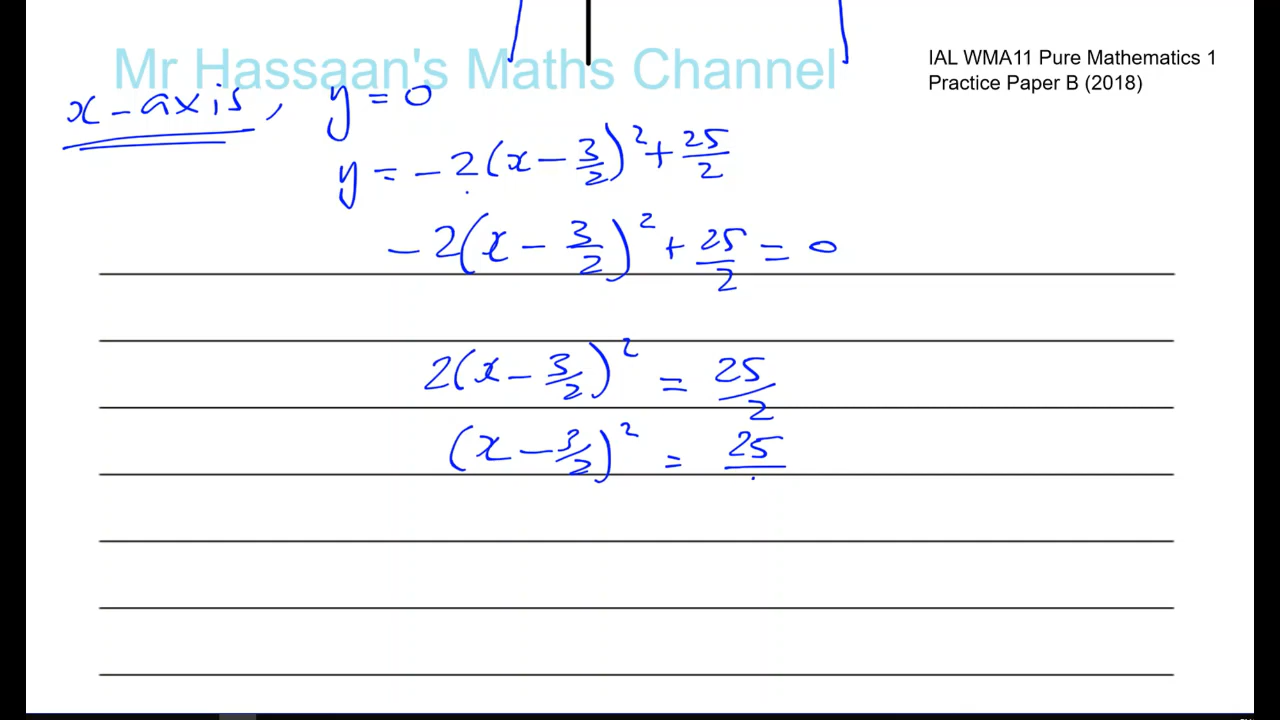 Mr Hassaan's Maths Channel
IAL WMA11 Pure Mathematics 1
Practice Paper B (2018)
x-axis, y = 0
y = -2(x - 3/2)² + 25/2
-2(x - 3/2)² + 25/2 = 0
2(x - 3/2)² = 25/2
(x - 3/2)² = 25/